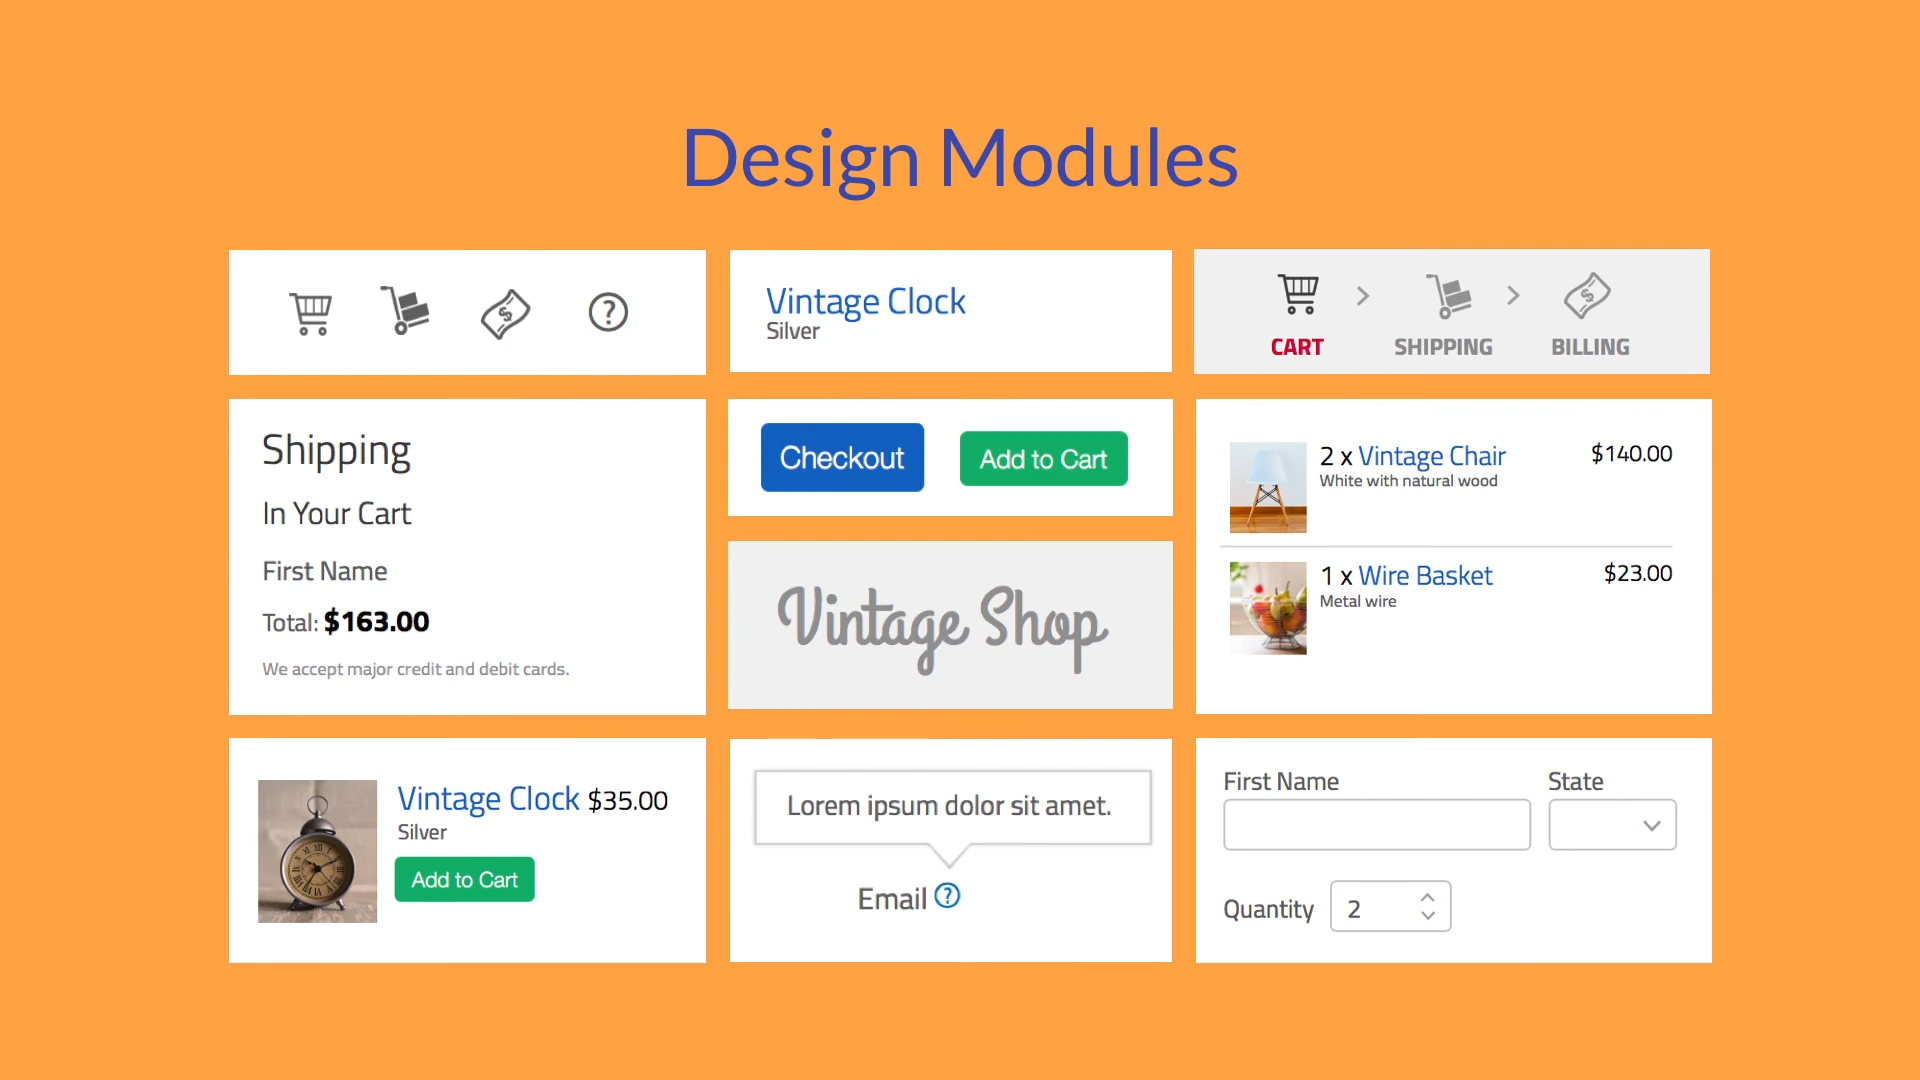 Design Modules
Vintage Clock
Silver
CART
SHIPPING
BILLING
Shipping
In Your Cart
First Name
Total: $163.00
We accept major credit and debit cards.
Checkout
Add to Cart
Vintage Shop
2 x Vintage Chair $140.00
White with natural wood
1 x Wire Basket $23.00
Metal wire
Vintage Clock $35.00
Silver
Add to Cart
Lorem ipsum dolor sit amet.
Email ?
First Name
State
Quantity 2